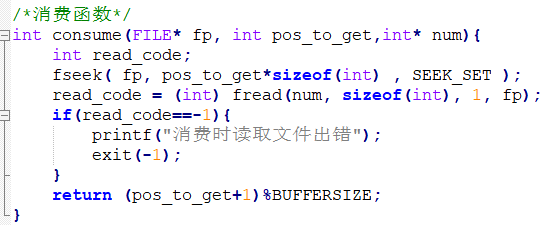 /*消费函数*/
int consume(FILE* fp, int pos_to_get,int* num){
    int read_code;
    fseek( fp, pos_to_get*sizeof(int) , SEEK_SET );
    read_code = (int) fread(num, sizeof(int), 1, fp);
    if(read_code==-1){
        printf("消费时读取文件出错");
        exit(-1);
    }
    return (pos_to_get+1)%BUFFERSIZE;
}